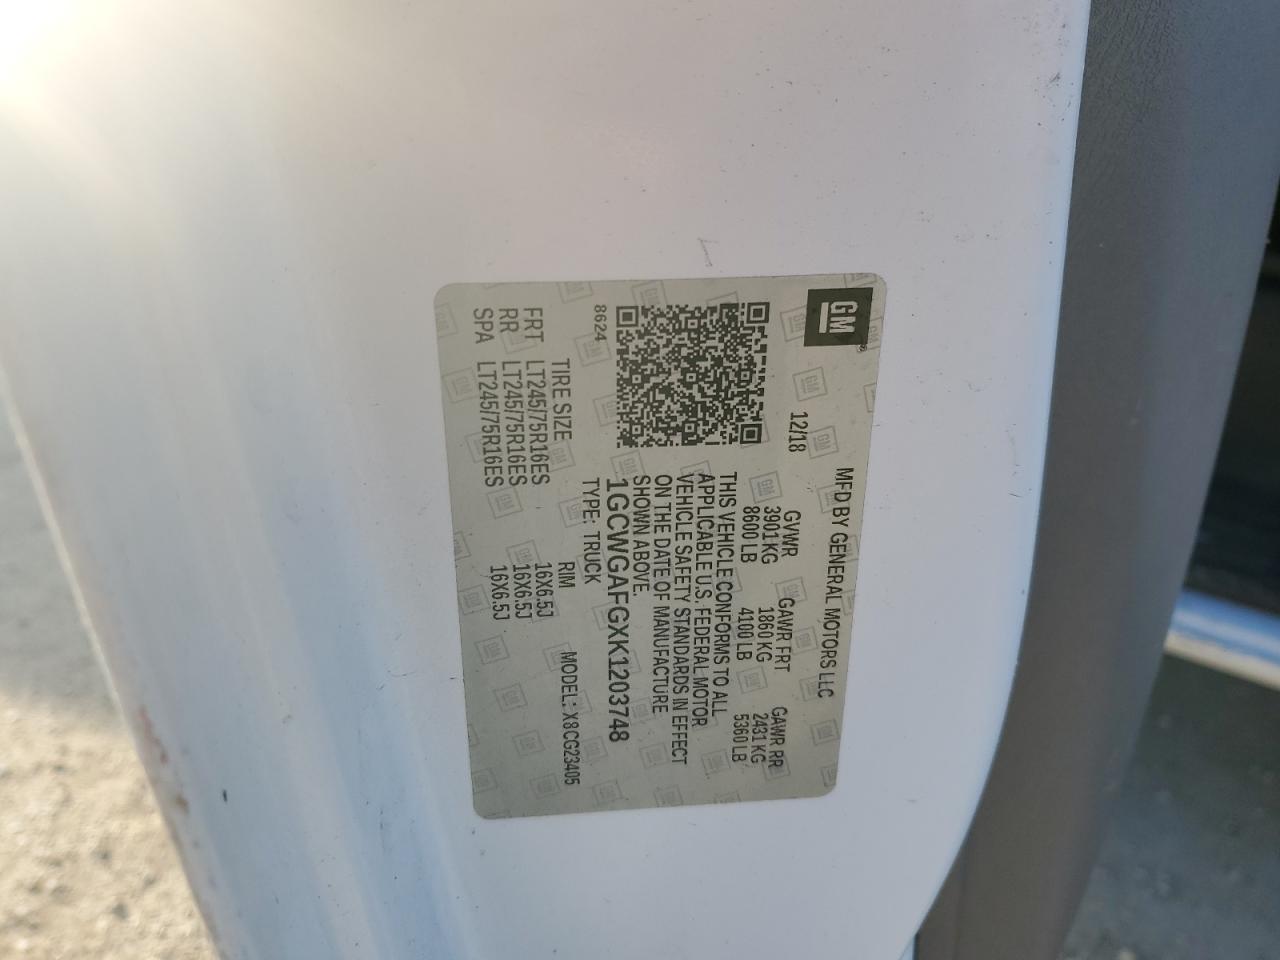 GM
MFD BY GENERAL MOTORS LLC
12/18
GVWR GAWR FRT GAWR RR
3901 KG 1860 KG 2431 KG
8600 LB 4100 LB 5360 LB
THIS VEHICLE CONFORMS TO ALL
APPLICABLE U.S. FEDERAL MOTOR
VEHICLE SAFETY STANDARDS IN EFFECT
ON THE DATE OF MANUFACTURE
SHOWN ABOVE.
1GCWGAFGXK1203748
8624
TYPE: TRUCK
MODEL: X8CG23405
TIRE SIZE RIM
FRT LT245/75R16ES 16X6.5J
RR LT245/75R16ES 16X6.5J
SPA LT245/75R16ES 16X6.5J